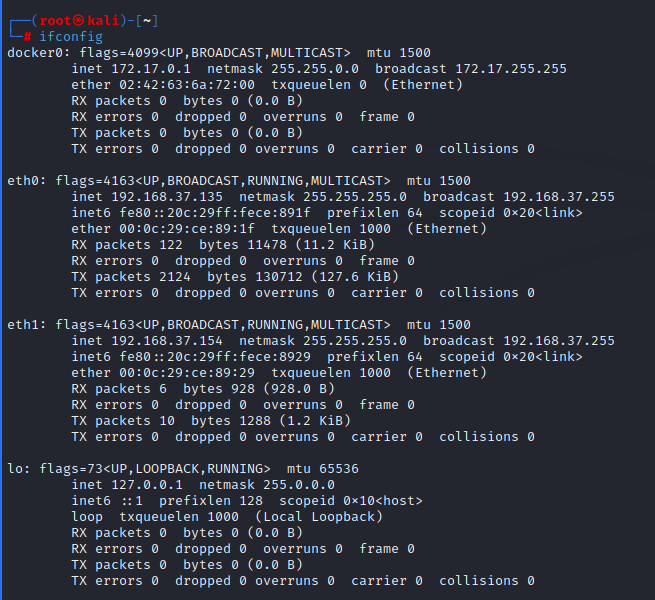 ┌──(root㉿kali)-[~]
└─# ifconfig
docker0: flags=4099<UP,BROADCAST,MULTICAST>  mtu 1500
        inet 172.17.0.1  netmask 255.255.0.0  broadcast 172.17.255.255
        ether 02:42:63:6a:72:00  txqueuelen 0  (Ethernet)
        RX packets 0  bytes 0 (0.0 B)
        RX errors 0  dropped 0  overruns 0  frame 0
        TX packets 0  bytes 0 (0.0 B)
        TX errors 0  dropped 0 overruns 0  carrier 0  collisions 0

eth0: flags=4163<UP,BROADCAST,RUNNING,MULTICAST>  mtu 1500
        inet 192.168.37.135  netmask 255.255.255.0  broadcast 192.168.37.255
        inet6 fe80::20c:29ff:fece:891f  prefixlen 64  scopeid 0x20<link>
        ether 00:0c:29:ce:89:1f  txqueuelen 1000  (Ethernet)
        RX packets 122  bytes 11478 (11.2 KiB)
        RX errors 0  dropped 0  overruns 0  frame 0
        TX packets 2124  bytes 130712 (127.6 KiB)
        TX errors 0  dropped 0 overruns 0  carrier 0  collisions 0

eth1: flags=4163<UP,BROADCAST,RUNNING,MULTICAST>  mtu 1500
        inet 192.168.37.154  netmask 255.255.255.0  broadcast 192.168.37.255
        inet6 fe80::20c:29ff:fece:8929  prefixlen 64  scopeid 0x20<link>
        ether 00:0c:29:ce:89:29  txqueuelen 1000  (Ethernet)
        RX packets 6  bytes 928 (928.0 B)
        RX errors 0  dropped 0  overruns 0  frame 0
        TX packets 10  bytes 1288 (1.2 KiB)
        TX errors 0  dropped 0 overruns 0  carrier 0  collisions 0

lo: flags=73<UP,LOOPBACK,RUNNING>  mtu 65536
        inet 127.0.0.1  netmask 255.0.0.0
        inet6 ::1  prefixlen 128  scopeid 0x10<host>
        loop  txqueuelen 1000  (Local Loopback)
        RX packets 0  bytes 0 (0.0 B)
        RX errors 0  dropped 0  overruns 0  frame 0
        TX packets 0  bytes 0 (0.0 B)
        TX errors 0  dropped 0 overruns 0  carrier 0  collisions 0